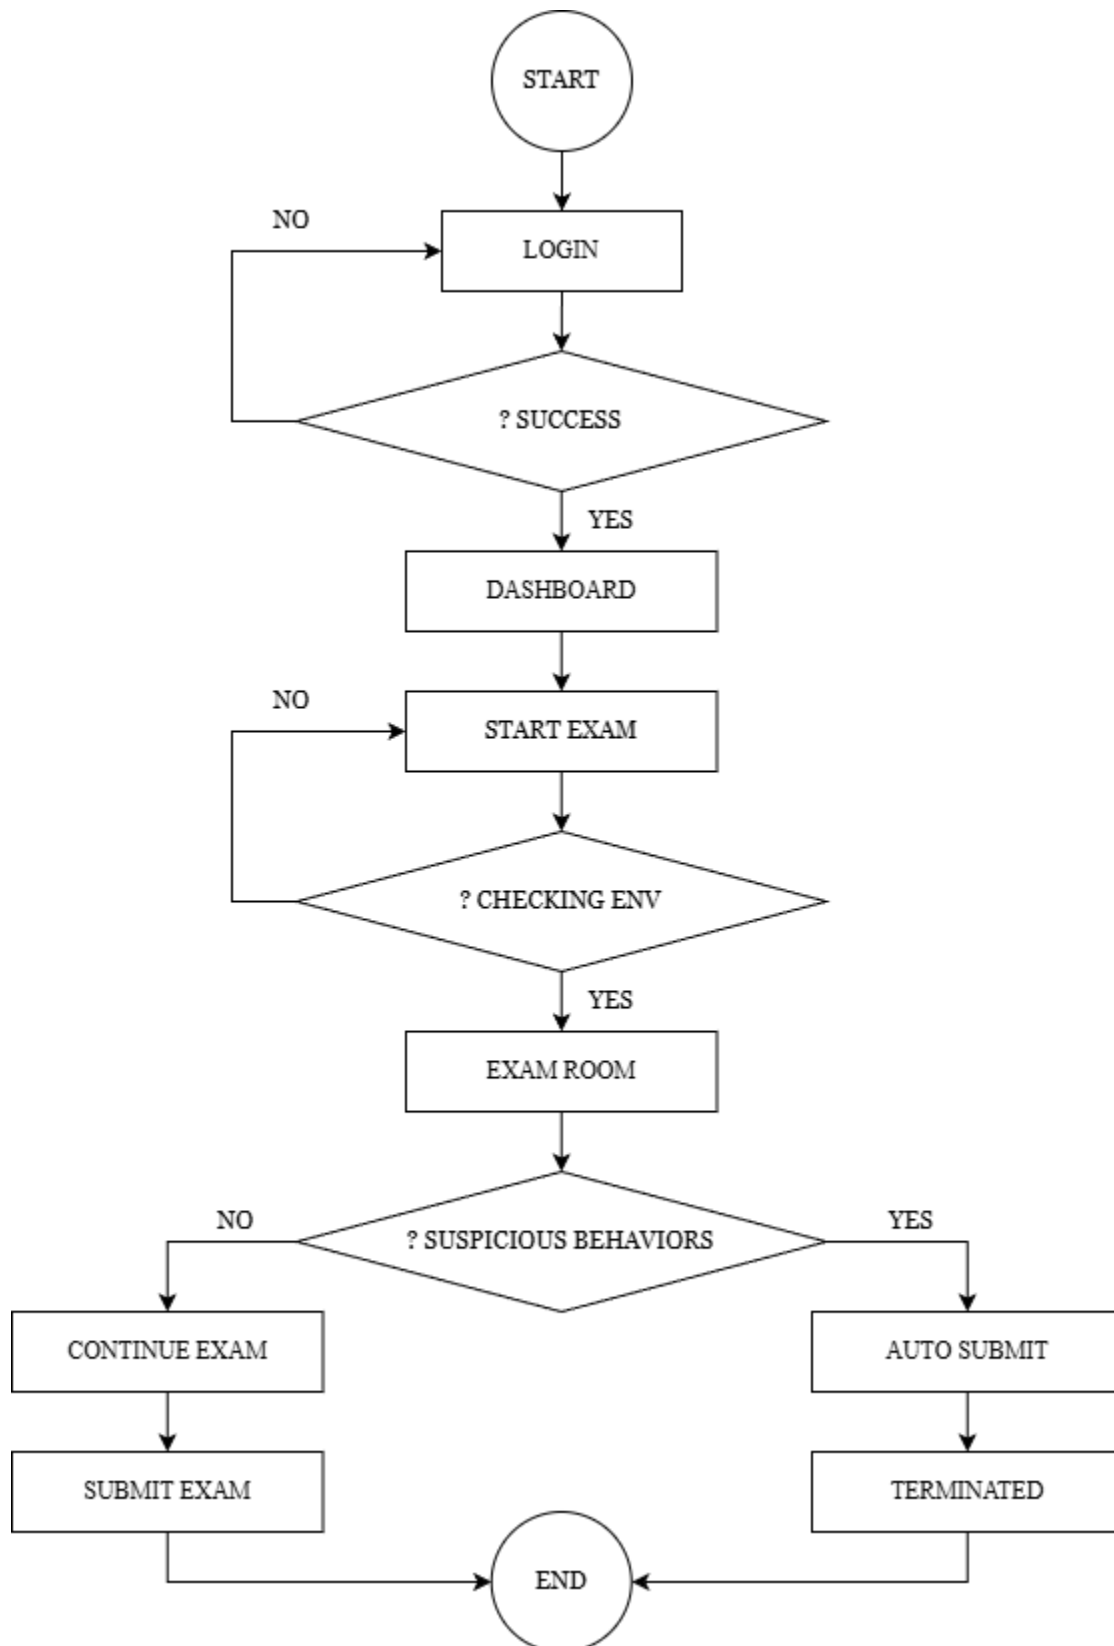 START
NO
LOGIN
? SUCCESS
YES
DASHBOARD
NO
START EXAM
? CHECKING ENV
YES
EXAM ROOM
NO
? SUSPICIOUS BEHAVIORS
YES
CONTINUE EXAM
AUTO SUBMIT
SUBMIT EXAM
TERMINATED
END